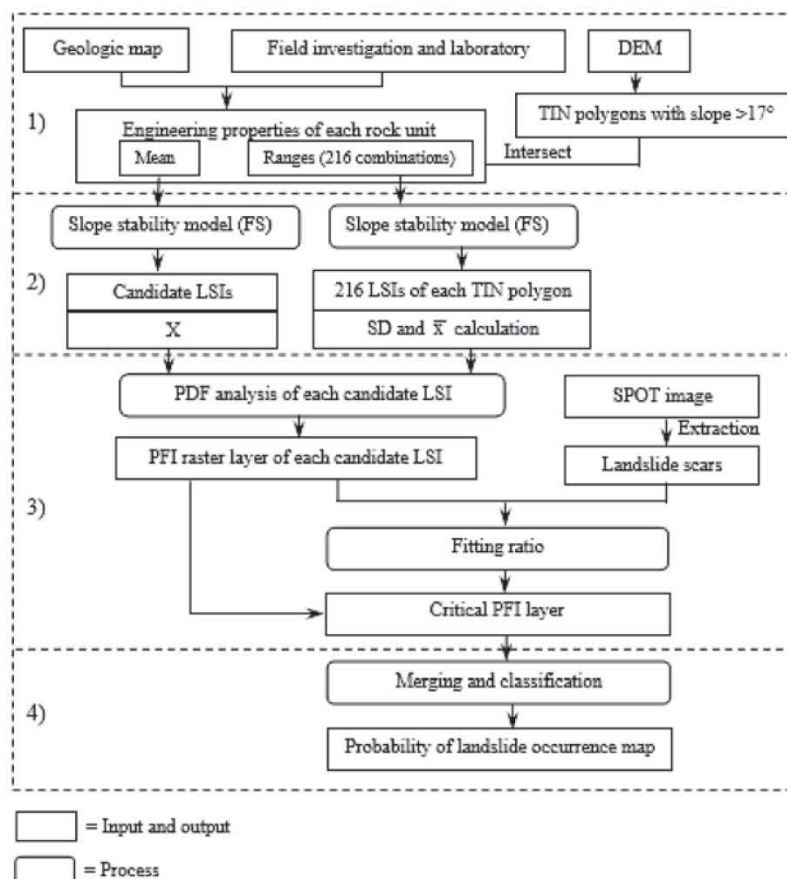 Geologic map
Field investigation and laboratory
DEM
1)
TIN polygons with slope >17°
Engineering properties of each rock unit
Mean
Ranges (216 combinations)
Intersect
Slope stability model (FS)
Slope stability model (FS)
2)
Candidate LSIs
216 LSIs of each TIN polygon
X
SD and x̅ calculation
PDF analysis of each candidate LSI
SPOT image
Extraction
PFI raster layer of each candidate LSI
Landslide scars
3)
Fitting ratio
Critical PFI layer
Merging and classification
4)
Probability of landslide occurrence map
= Input and output
= Process